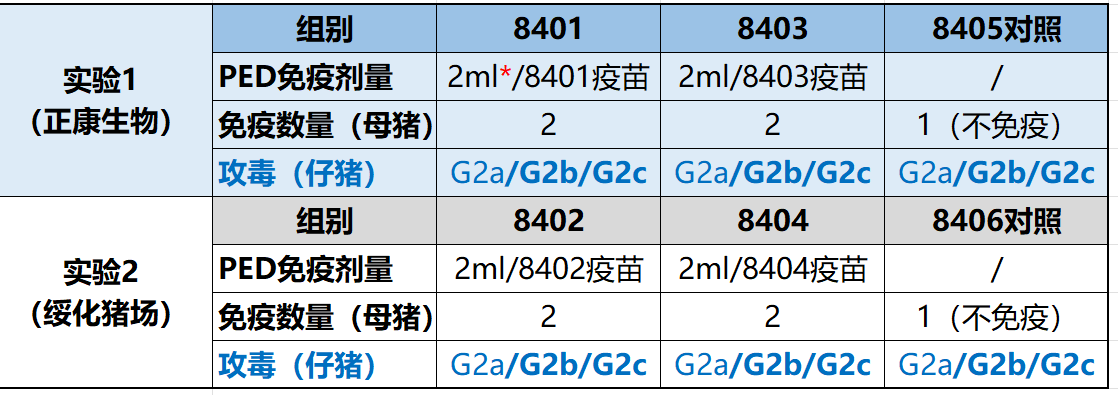 组别 8401 8403 8405对照
实验1
（正康生物）
PED免疫剂量 2ml*/8401疫苗 2ml/8403疫苗 /
免疫数量（母猪） 2 2 1（不免疫）
攻毒（仔猪） G2a/G2b/G2c G2a/G2b/G2c G2a/G2b/G2c
组别 8402 8404 8406对照
实验2
（绥化猪场）
PED免疫剂量 2ml/8402疫苗 2ml/8404疫苗 /
免疫数量（母猪） 2 2 1（不免疫）
攻毒（仔猪） G2a/G2b/G2c G2a/G2b/G2c G2a/G2b/G2c